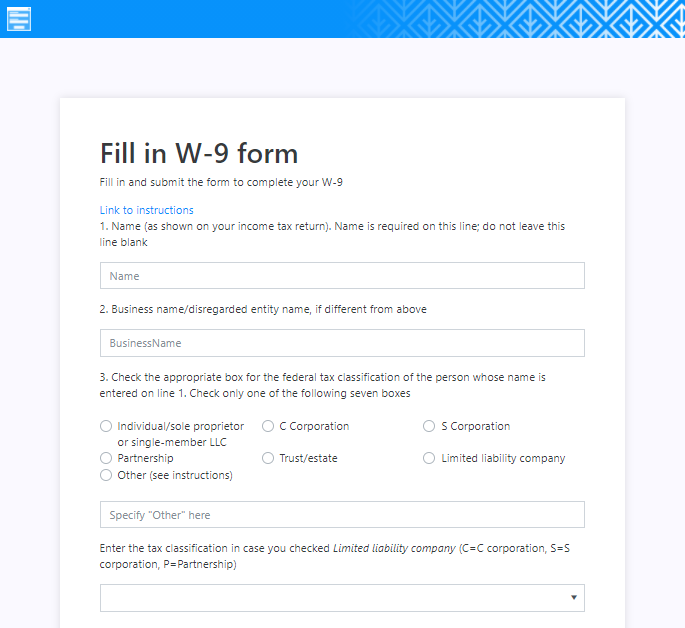 Fill in W-9 form
Fill in and submit the form to complete your W-9
Link to instructions
1. Name (as shown on your income tax return). Name is required on this line; do not leave this
line blank
Name
2. Business name/disregarded entity name, if different from above
BusinessName
3. Check the appropriate box for the federal tax classification of the person whose name is
entered on line 1. Check only one of the following seven boxes
Individual/sole proprietor
or single-member LLC
C Corporation
S Corporation
Partnership
Trust/estate
Limited liability company
Other (see instructions)
Specify "Other" here
Enter the tax classification in case you checked Limited liability company (C=C corporation, S=S
corporation, P=Partnership)